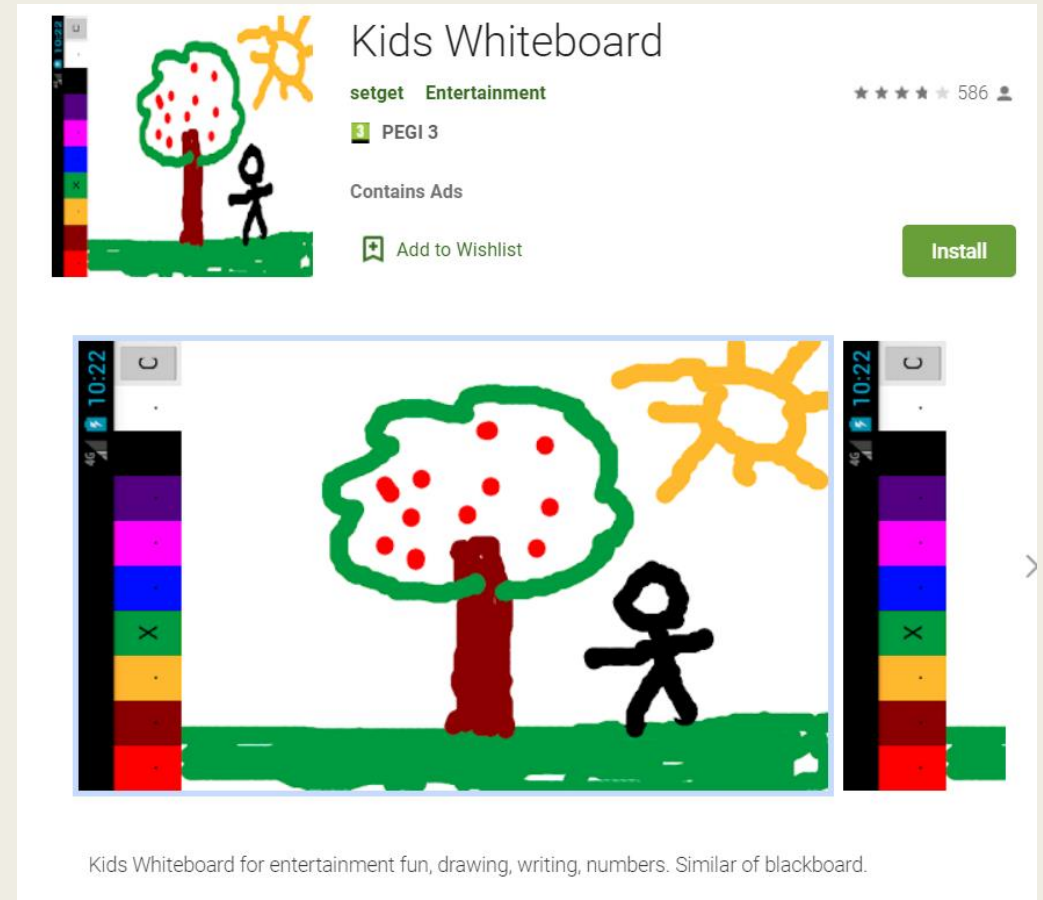 Kids Whiteboard
setget Entertainment
586
3 PEGI 3
Contains Ads
Add to Wishlist
Install
10:22
C
4G
X
10:22
C
4G
X
Kids Whiteboard for entertainment fun, drawing, writing, numbers. Similar of blackboard.